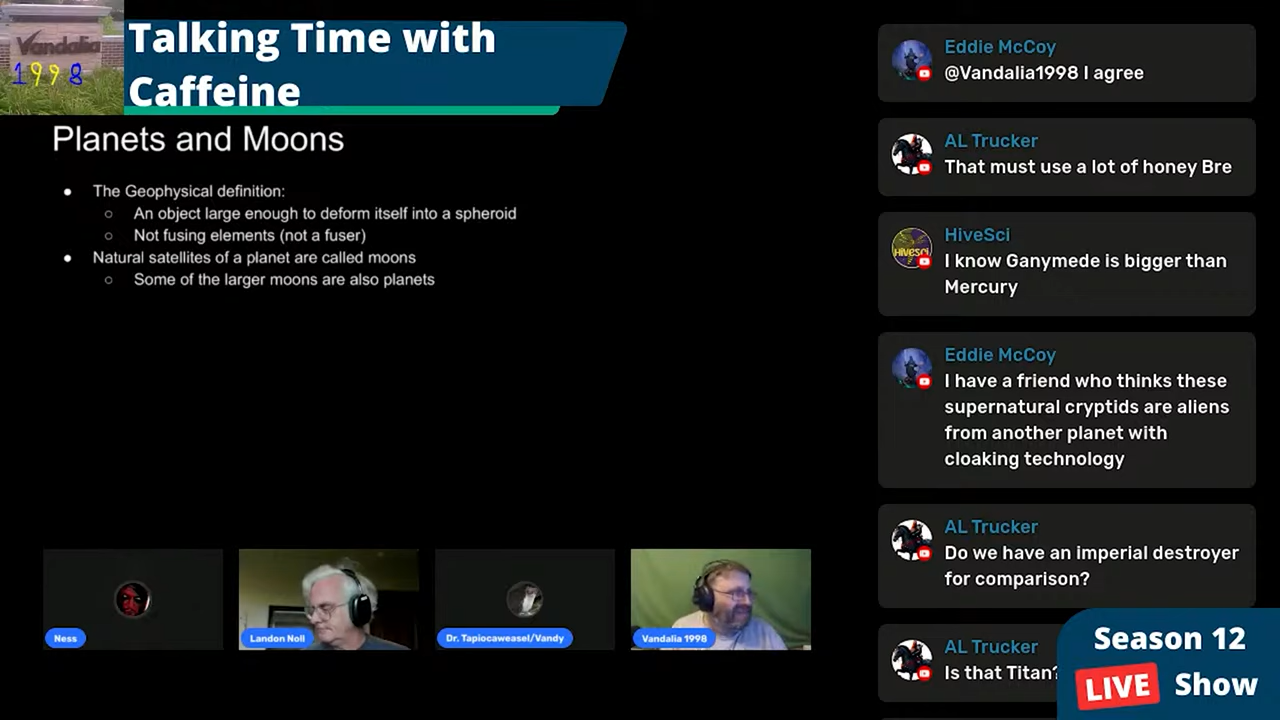 Vandalia
1998
Talking Time with
Caffeine
Planets and Moons
● The Geophysical definition:
○ An object large enough to deform itself into a spheroid
○ Not fusing elements (not a fuser)
● Natural satellites of a planet are called moons
○ Some of the larger moons are also planets
Ness
Landon Noll
Dr. Tapiocaweasel/Vandy
Vandalia 1998
Eddie McCoy
@Vandalia1998 I agree
AL Trucker
That must use a lot of honey Bre
HiveSci
HIVESCI
I know Ganymede is bigger than
Mercury
Eddie McCoy
I have a friend who thinks these
supernatural cryptids are aliens
from another planet with
cloaking technology
AL Trucker
Do we have an imperial destroyer
for comparison?
AL Trucker
Is that Titan?
Season 12
LIVE Show